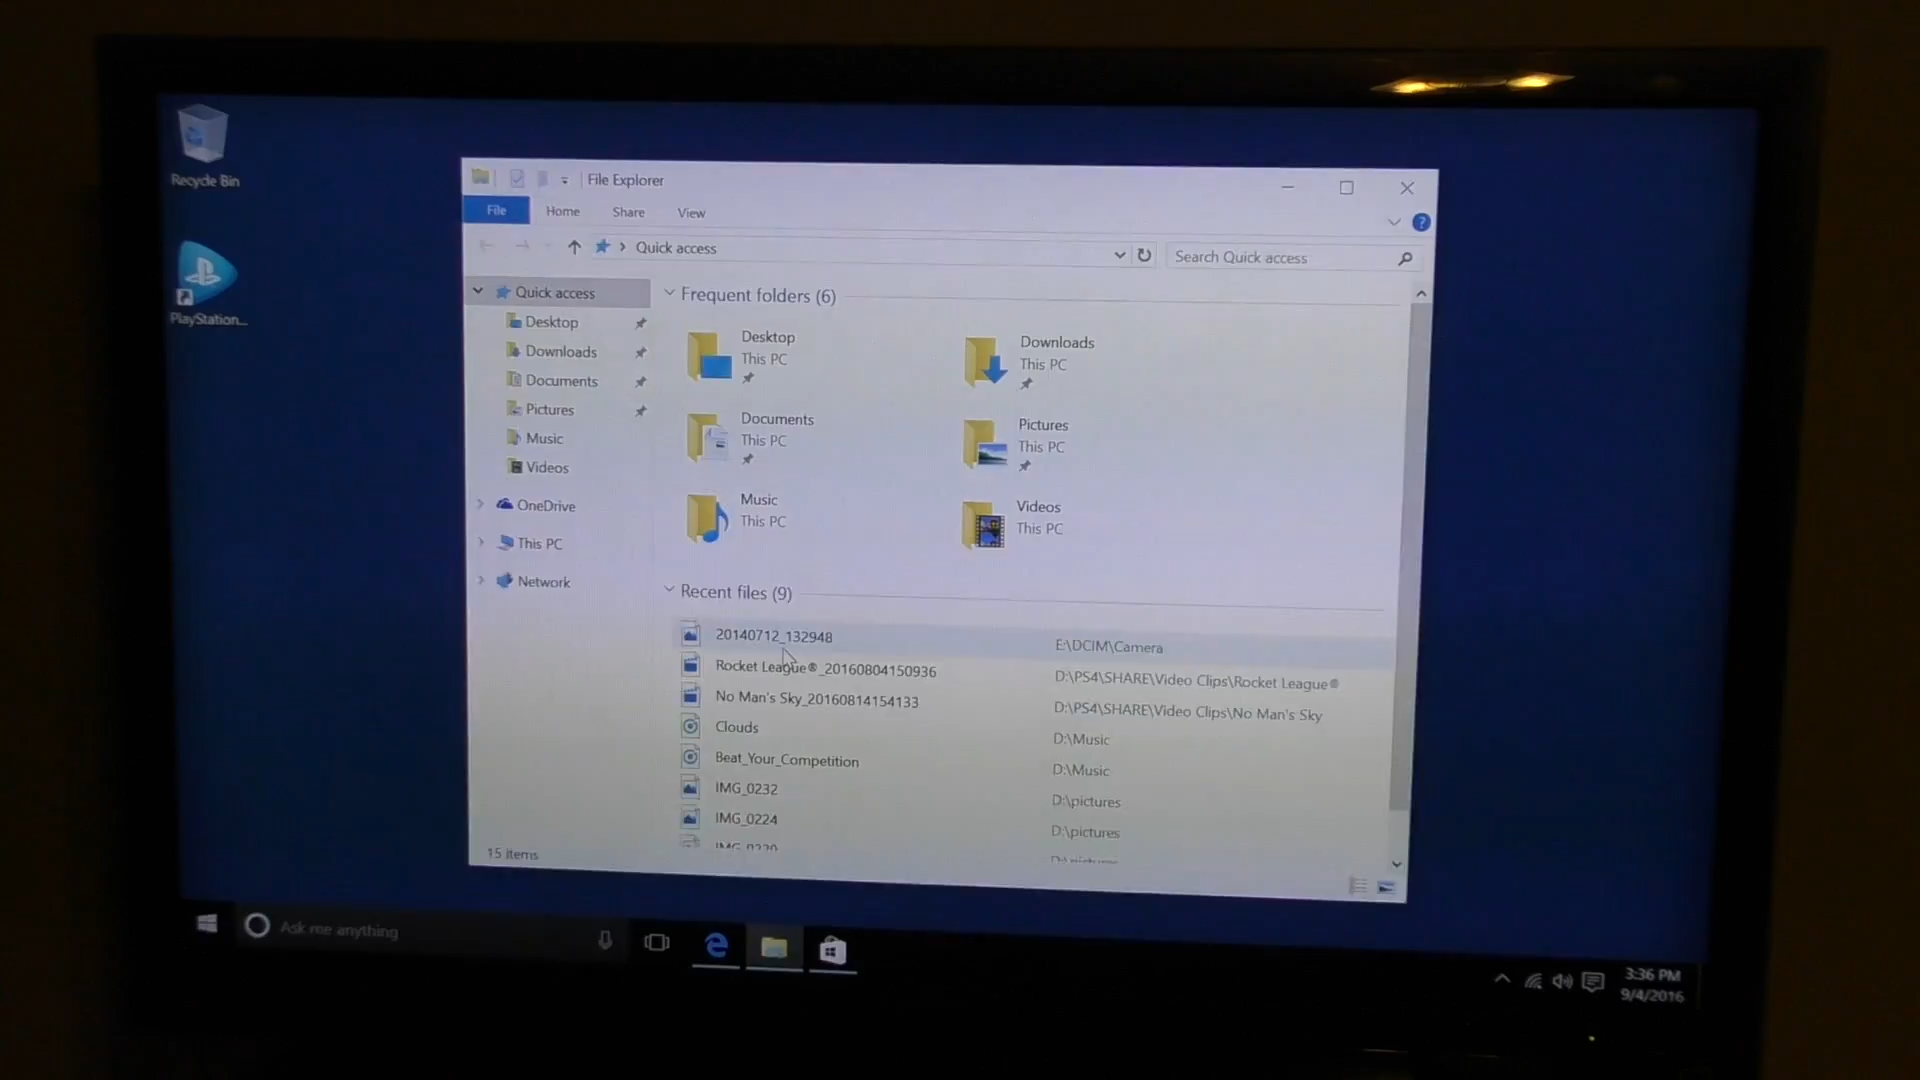 Recycle Bin
PlayStation...
File Explorer
File Home Share View
Quick access
Search Quick access
Quick access
Desktop
Downloads
Documents
Pictures
Music
Videos
OneDrive
This PC
Network
Frequent folders (6)
Desktop
This PC
Downloads
This PC
Documents
This PC
Pictures
This PC
Music
This PC
Videos
This PC
Recent files (9)
20140712_132948 E:\DCIM\Camera
Rocket League®_20160804150936 D:\PS4\SHARE\Video Clips\Rocket League®
No Man's Sky_20160814154133 D:\PS4\SHARE\Video Clips\No Man's Sky
Clouds D:\Music
Beat_Your_Competition D:\Music
IMG_0232 D:\pictures
IMG_0224 D:\pictures
15 items
Ask me anything
3:36 PM
9/4/2016